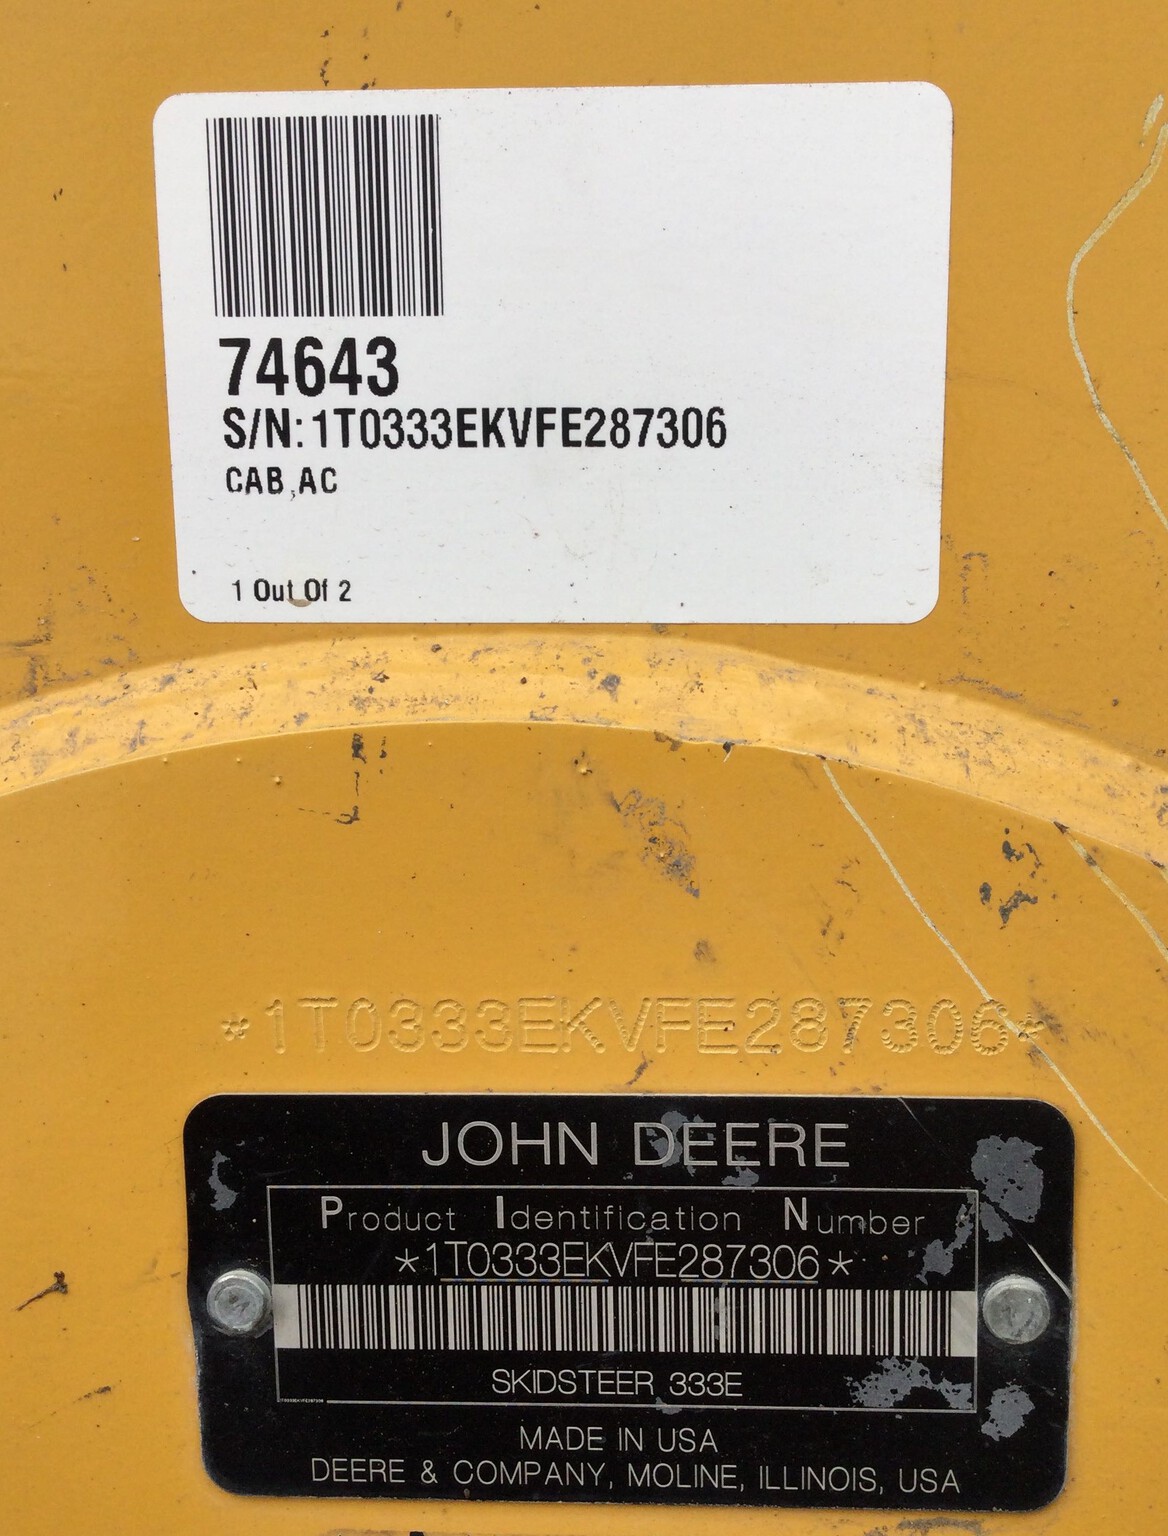 74643
S/N: 1T0333EKVFE287306
CAB,AC
1 Out Of 2
*1T0333EKVFE287306*
JOHN DEERE
Product Identification Number
*1T0333EKVFE287306*
SKIDSTEER 333E
1T0333EKVFE287306
MADE IN USA
DEERE & COMPANY, MOLINE, ILLINOIS, USA